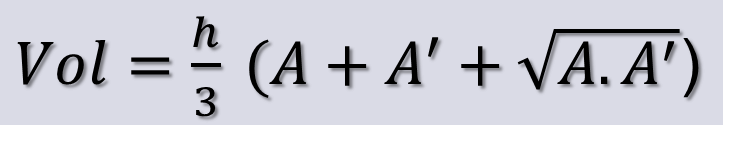 Vol = h/3 (A + A′ + √A. A′)